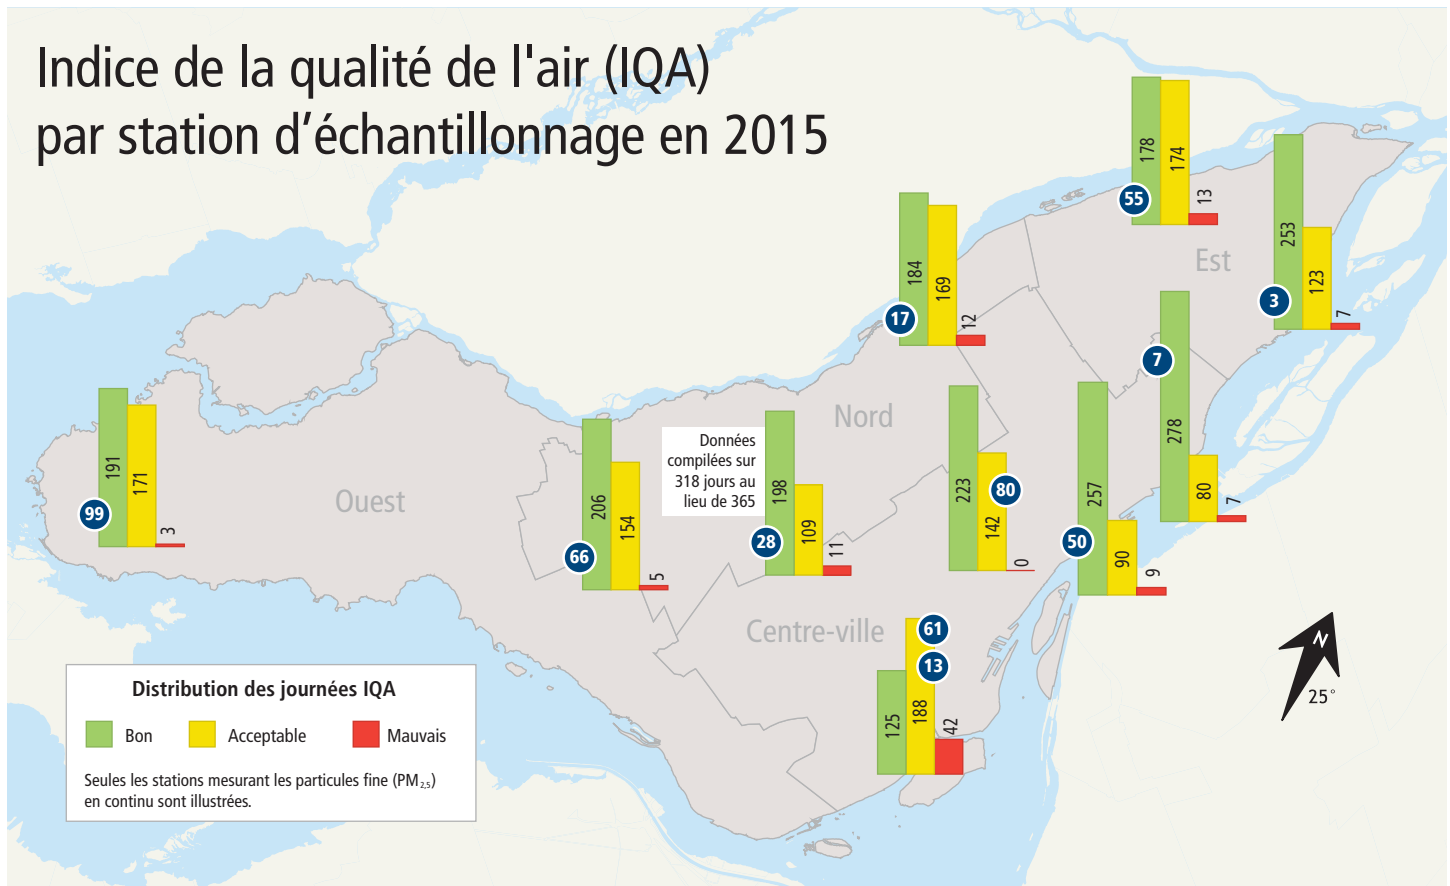 Indice de la qualité de l'air (IQA)
par station d’échantillonnage en 2015
178
174
13
55
253
123
7
3
Est
184
169
12
17
278
80
7
7
191
171
3
99
Ouest
206
154
5
66
Données
compilées sur
318 jours au
lieu de 365
198
109
11
28
Nord
223
142
0
80
257
90
9
50
Centre-ville
61
13
125
188
42
N
25°
Distribution des journées IQA
Bon
Acceptable
Mauvais
Seules les stations mesurant les particules fine (PM2,5)
en continu sont illustrées.